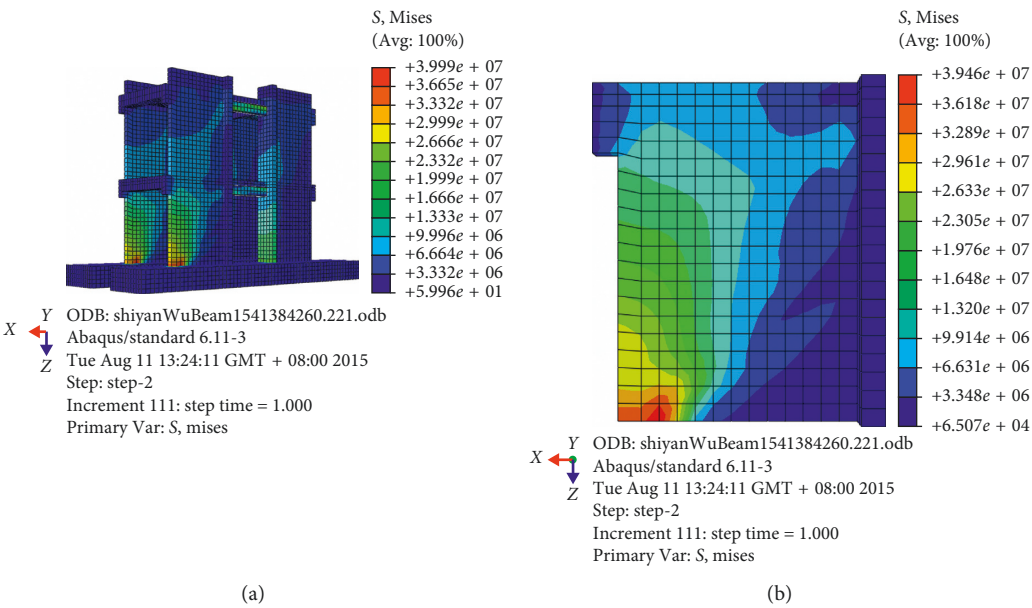 S, Mises
(Avg: 100%)
+3.999e + 07
+3.665e + 07
+3.332e + 07
+2.999e + 07
+2.666e + 07
+2.332e + 07
+1.999e + 07
+1.666e + 07
+1.333e + 07
+9.996e + 06
+6.664e + 06
+3.332e + 06
+5.996e + 01
X
Y
Z
ODB: shiyanWuBeam1541384260.221.odb
Abaqus/standard 6.11-3
Tue Aug 11 13:24:11 GMT + 08:00 2015
Step: step-2
Increment 111: step time = 1.000
Primary Var: S, mises
(a)
S, Mises
(Avg: 100%)
+3.946e + 07
+3.618e + 07
+3.289e + 07
+2.961e + 07
+2.633e + 07
+2.305e + 07
+1.976e + 07
+1.648e + 07
+1.320e + 07
+9.914e + 06
+6.631e + 06
+3.348e + 06
+6.507e + 04
X
Y
Z
ODB: shiyanWuBeam1541384260.221.odb
Abaqus/standard 6.11-3
Tue Aug 11 13:24:11 GMT + 08:00 2015
Step: step-2
Increment 111: step time = 1.000
Primary Var: S, mises
(b)